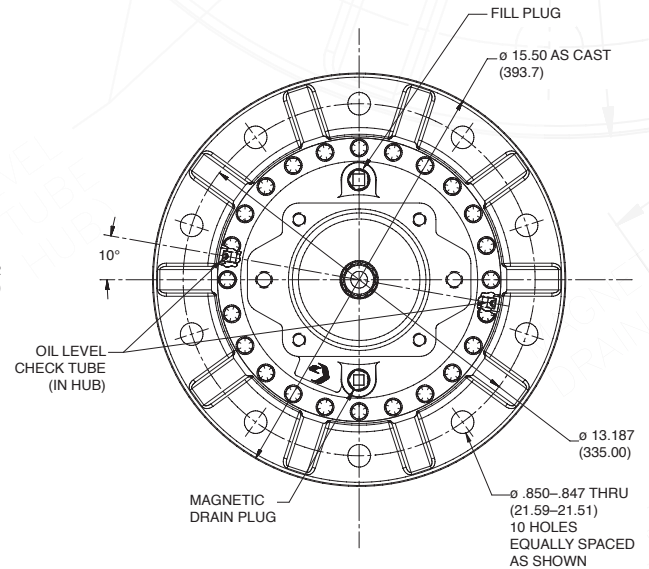 FILL PLUG
ø 15.50 AS CAST
(393.7)
10°
OIL LEVEL
CHECK TUBE
(IN HUB)
ø 13.187
(335.00)
MAGNETIC
DRAIN PLUG
ø .850–.847 THRU
(21.59–21.51)
10 HOLES
EQUALLY SPACED
AS SHOWN